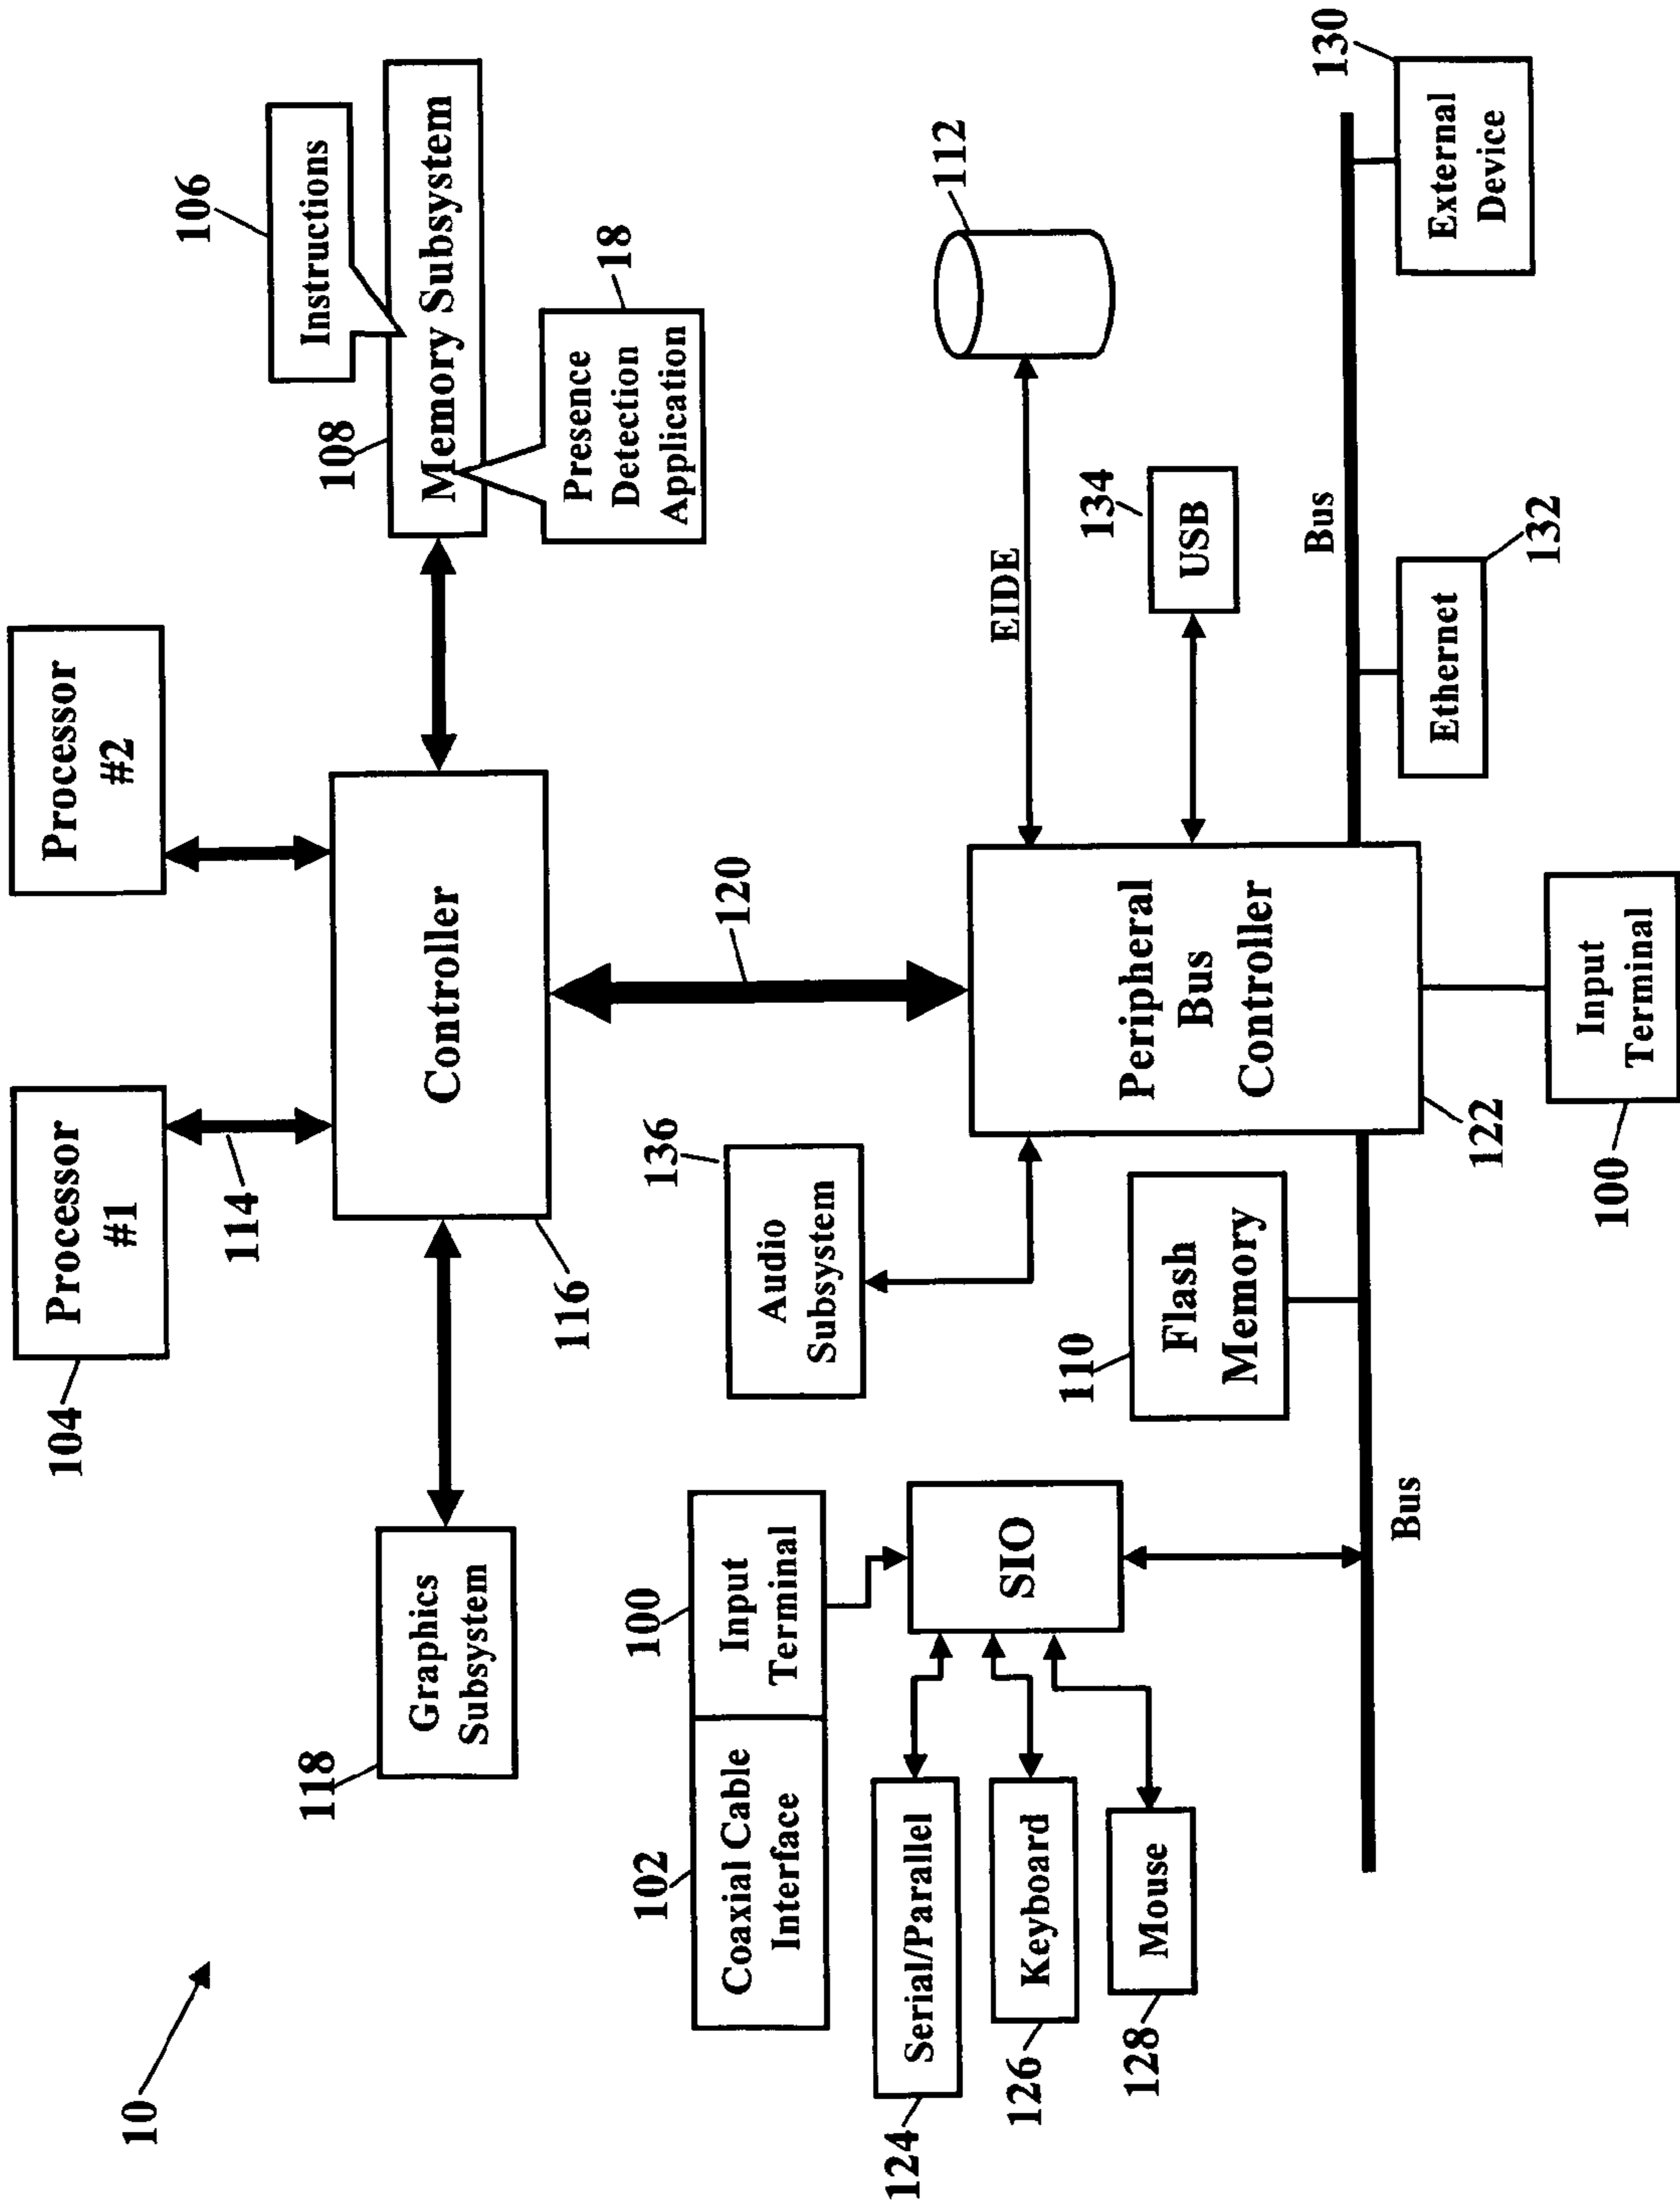 10
104
Processor
#1
114
Processor
#2
118
Graphics
Subsystem
116
Controller
108
Memory Subsystem
Instructions
106
Presence
Detection
Application
18
120
102
100
Coaxial Cable
Interface
Input
Terminal
136
Audio
Subsystem
EIDE
112
124
Serial/Parallel
126
Keyboard
128
Mouse
SIO
110
Flash
Memory
Peripheral
Bus
Controller
122
134
USB
Bus
Bus
100
Input
Terminal
Ethernet
132
External
Device
130